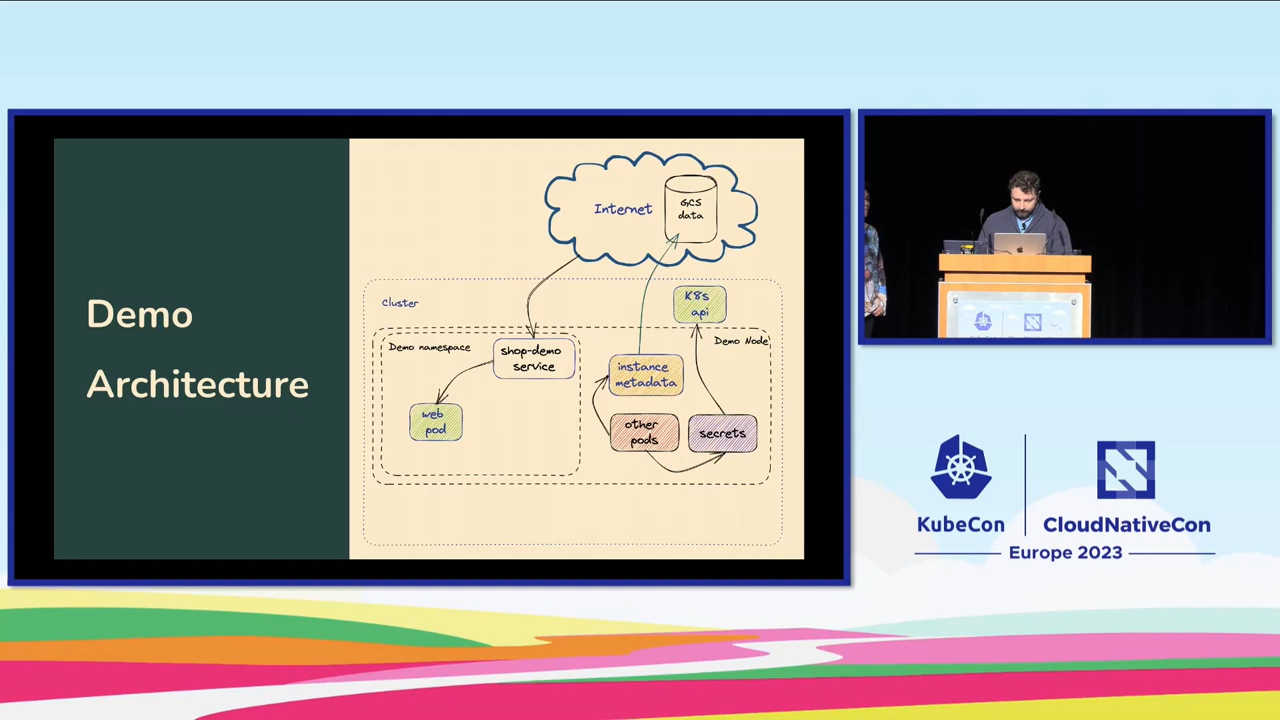 Demo
Architecture
Internet
GCS
data
Cluster
K8s
api
Demo namespace
shop-demo
service
Demo Node
instance
metadata
web
pod
other
pods
secrets
KubeCon
CloudNativeCon
Europe 2023